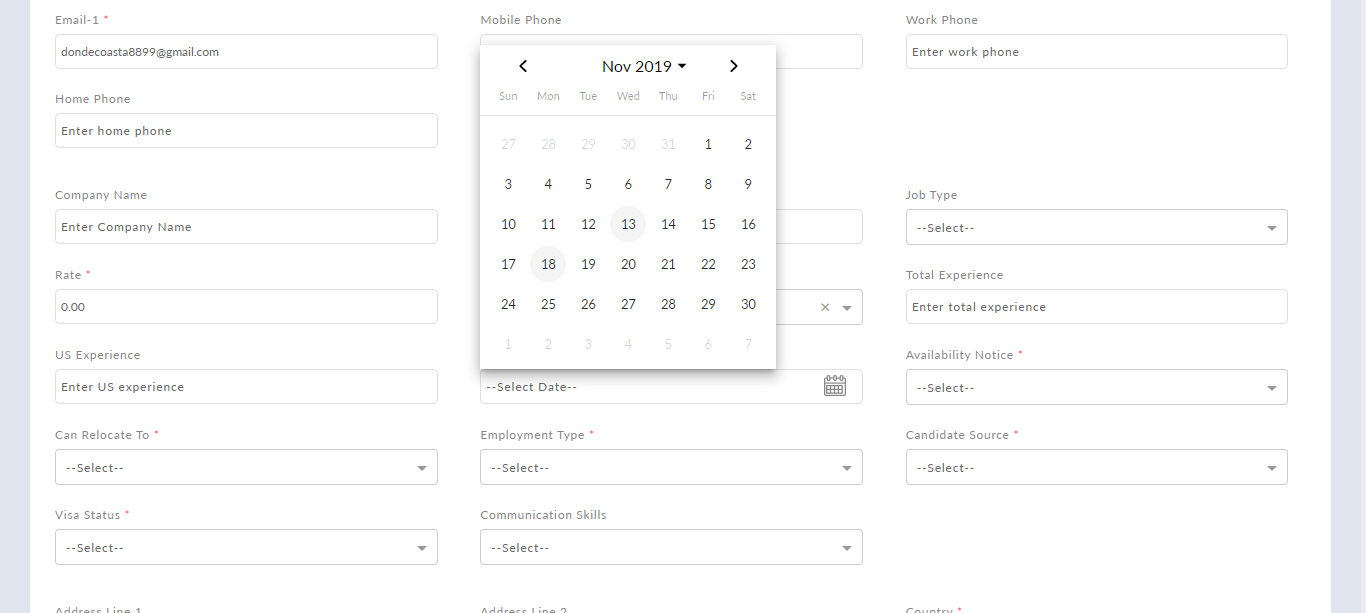 Email-1 *
Mobile Phone
Work Phone
dondecoasta8899@gmail.com
Enter work phone
Nov 2019
Sun Mon Tue Wed Thu Fri Sat
27 28 29 30 31 1 2
3 4 5 6 7 8 9
10 11 12 13 14 15 16
17 18 19 20 21 22 23
24 25 26 27 28 29 30
1 2 3 4 5 6 7
Home Phone
Enter home phone
Company Name
Job Type
Enter Company Name
--Select--
Rate *
Total Experience
0.00
Enter total experience
US Experience
Availability Notice *
Enter US experience
--Select Date--
--Select--
Can Relocate To *
Employment Type *
Candidate Source *
--Select--
--Select--
--Select--
Visa Status *
Communication Skills
--Select--
--Select--
Address Line 1
Address Line 2
Country *